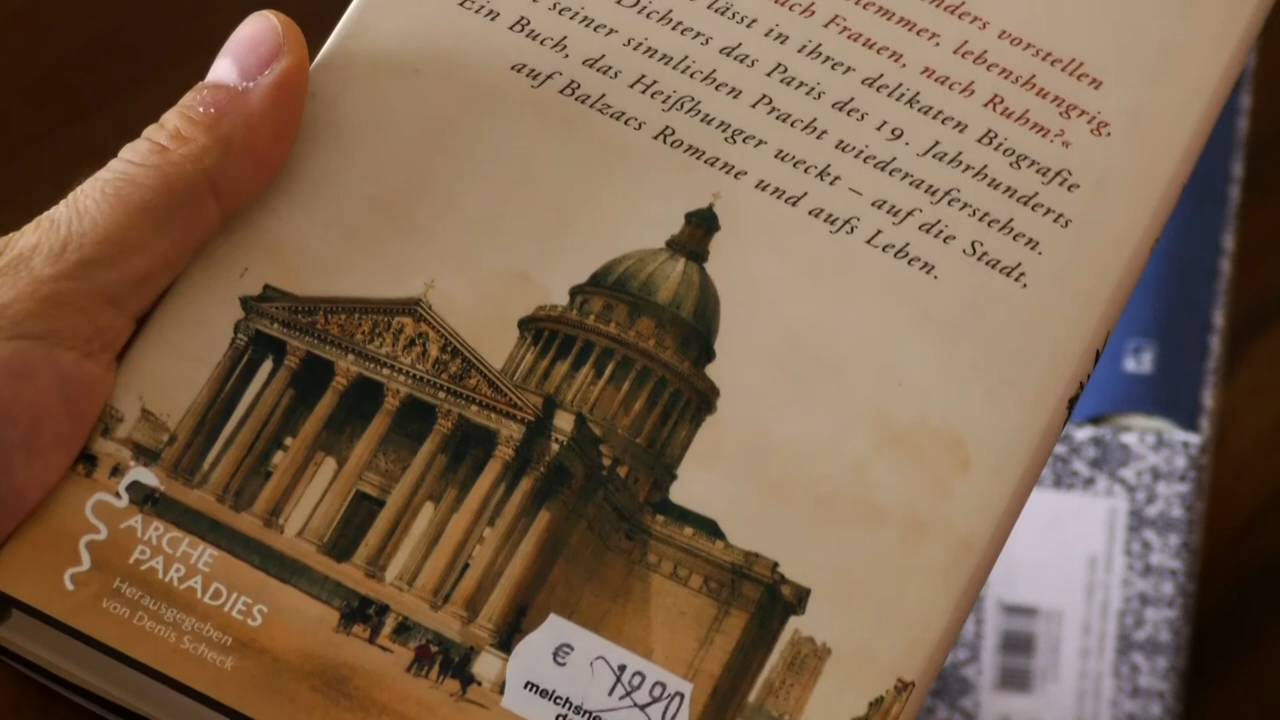 nders vorstellen
lebenshungrig,
ach Frauen, nach Ruhm?«
lässt in ihrer delikaten Biografie
Dichters das Paris des 19. Jahrhunderts
seiner sinnlichen Pracht wiederauferstehen.
Ein Buch, das Heißhunger weckt – auf die Stadt,
auf Balzacs Romane und aufs Leben.
ARCHE
PARADIES
Herausgegeben
von Denis Scheck
€ 1990
melchsne